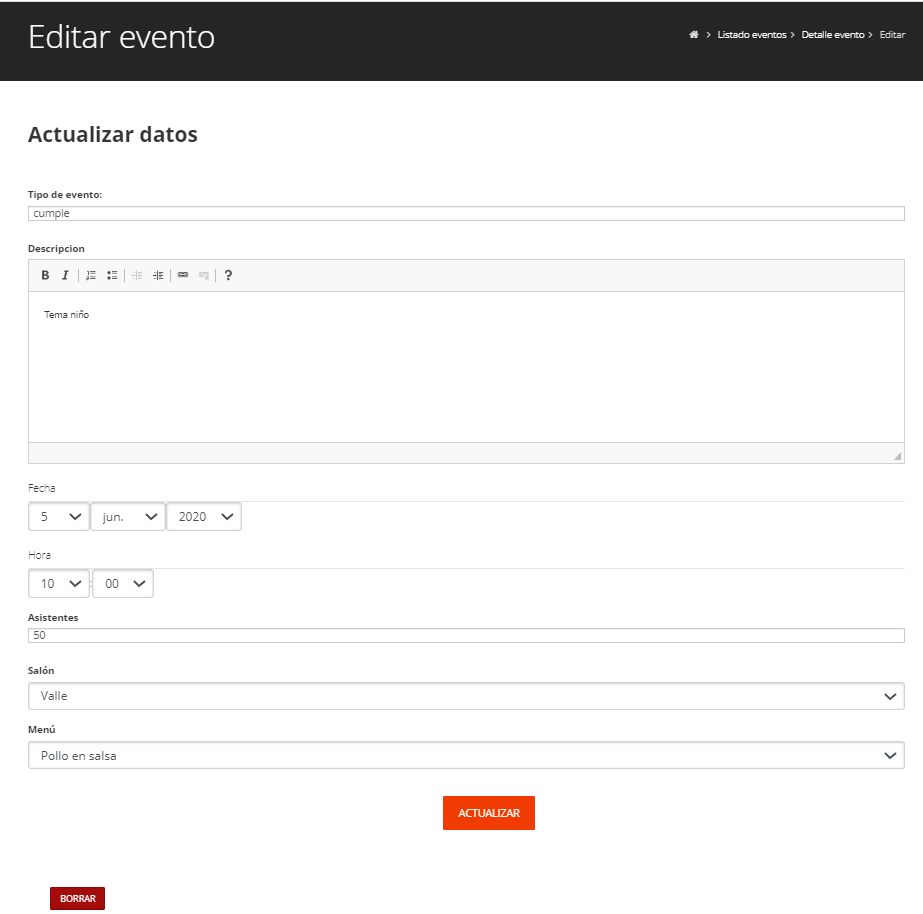 Editar evento
> Listado eventos > Detalle evento > Editar
Actualizar datos
Tipo de evento:
cumple
Descripcion
B I ?
Tema niño
Fecha
5 jun. 2020
Hora
10 : 00
Asistentes
50
Salón
Valle
Menú
Pollo en salsa
ACTUALIZAR
BORRAR